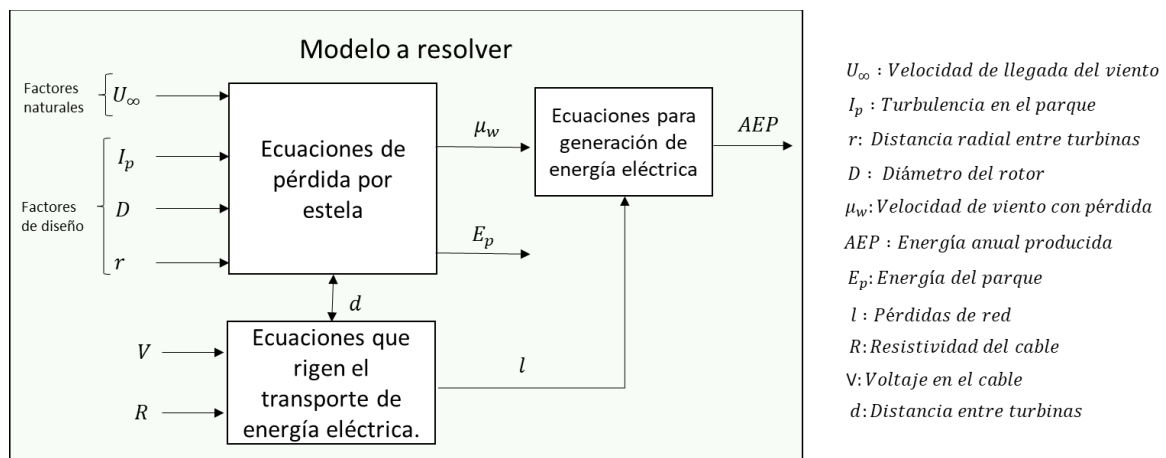 Modelo a resolver
Factores
naturales
U∞
Factores
de diseño
I_p
D
r
Ecuaciones de
pérdida por
estela
μ_w
E_p
Ecuaciones para
generación de
energía eléctrica
AEP
d
V
R
Ecuaciones que
rigen el
transporte de
energía eléctrica.
l
U∞ : Velocidad de llegada del viento
I_p : Turbulencia en el parque
r: Distancia radial entre turbinas
D : Diámetro del rotor
μ_w: Velocidad de viento con pérdida
AEP : Energía anual producida
E_p: Energía del parque
l : Pérdidas de red
R: Resistividad del cable
V: Voltaje en el cable
d: Distancia entre turbinas